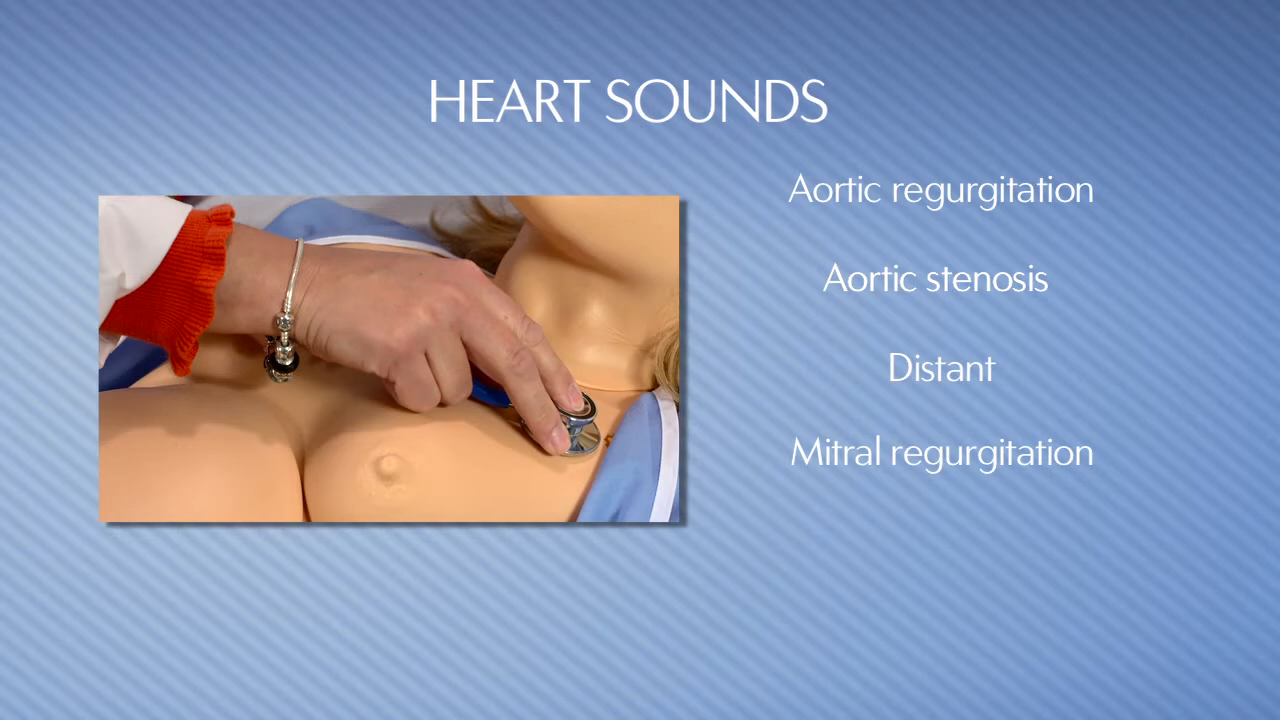 HEART SOUNDS
Aortic regurgitation
Aortic stenosis
Distant
Mitral regurgitation